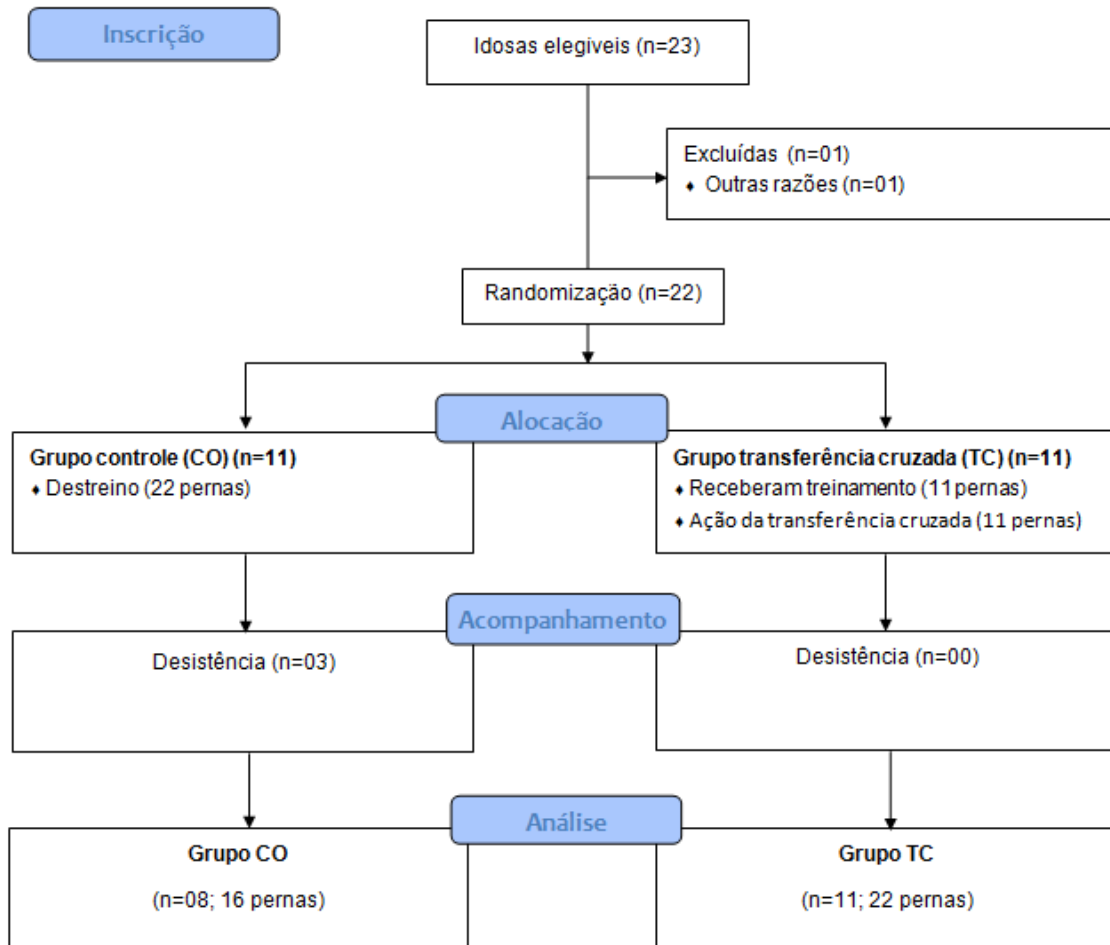 Inscrição
Idosas elegíveis (n=23)
Excluídas (n=01)
♦ Outras razões (n=01)
Randomização (n=22)
Alocação
Grupo controle (CO) (n=11)
♦ Destreino (22 pernas)
Grupo transferência cruzada (TC) (n=11)
♦ Receberam treinamento (11 pernas)
♦ Ação da transferência cruzada (11 pernas)
Acompanhamento
Desistência (n=03)
Desistência (n=00)
Análise
Grupo CO
(n=08; 16 pernas)
Grupo TC
(n=11; 22 pernas)